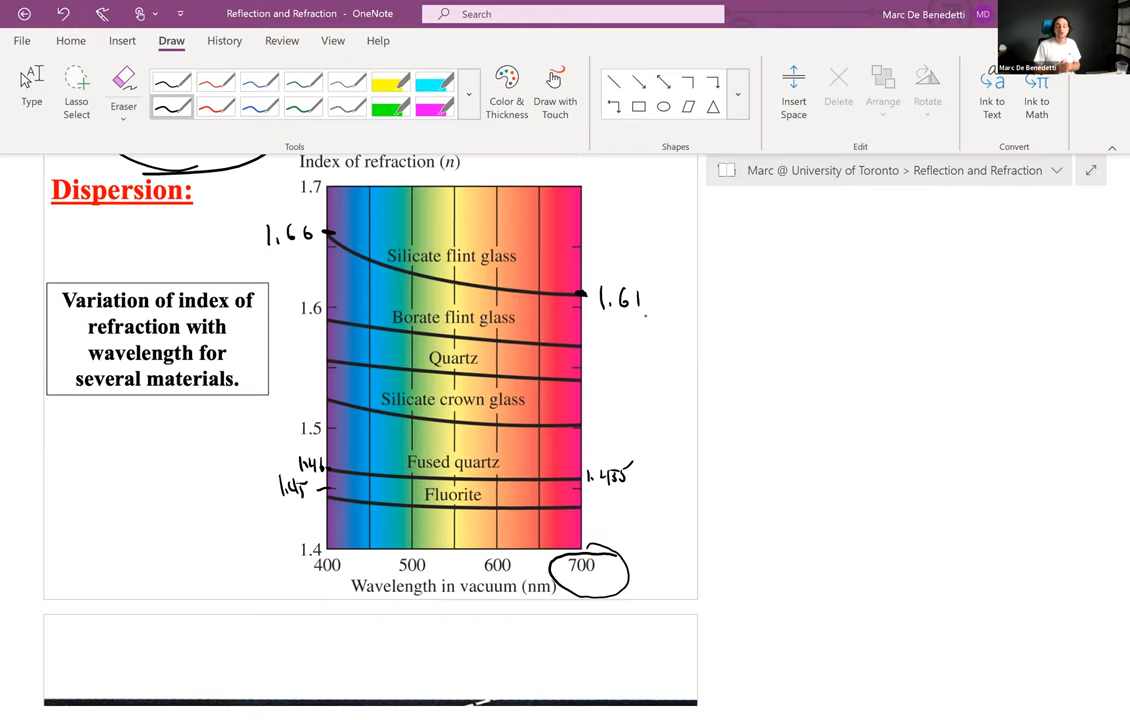 Reflection and Refraction - OneNote
Search
Marc De Benedetti
MD
File Home Insert Draw History Review View Help
Marc De Benedetti
Type
Lasso Select
Eraser
Color & Thickness
Draw with Touch
Insert Space
Delete
Arrange
Rotate
Ink to Text
Ink to Math
Tools
Shapes
Edit
Convert
Marc @ University of Toronto > Reflection and Refraction
Index of refraction (n)
Dispersion:
1.7
1.66
Silicate flint glass
1.61
Variation of index of
refraction with
wavelength for
several materials.
1.6
Borate flint glass
Quartz
Silicate crown glass
1.5
Fused quartz
1.46
1.455
1.45
Fluorite
1.4
400 500 600 700
Wavelength in vacuum (nm)